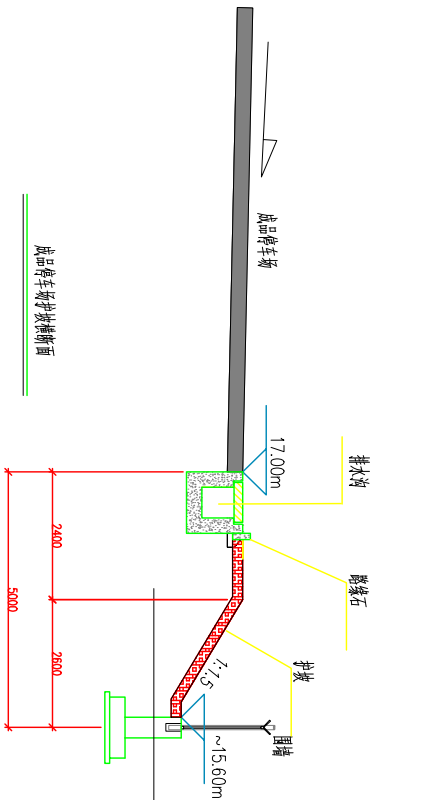 成品停车场
17.00m
排水沟
路缘石
护坡
围墙
1:1.5
~15.60m
2400
2600
5000
成品停车场护坡横断面